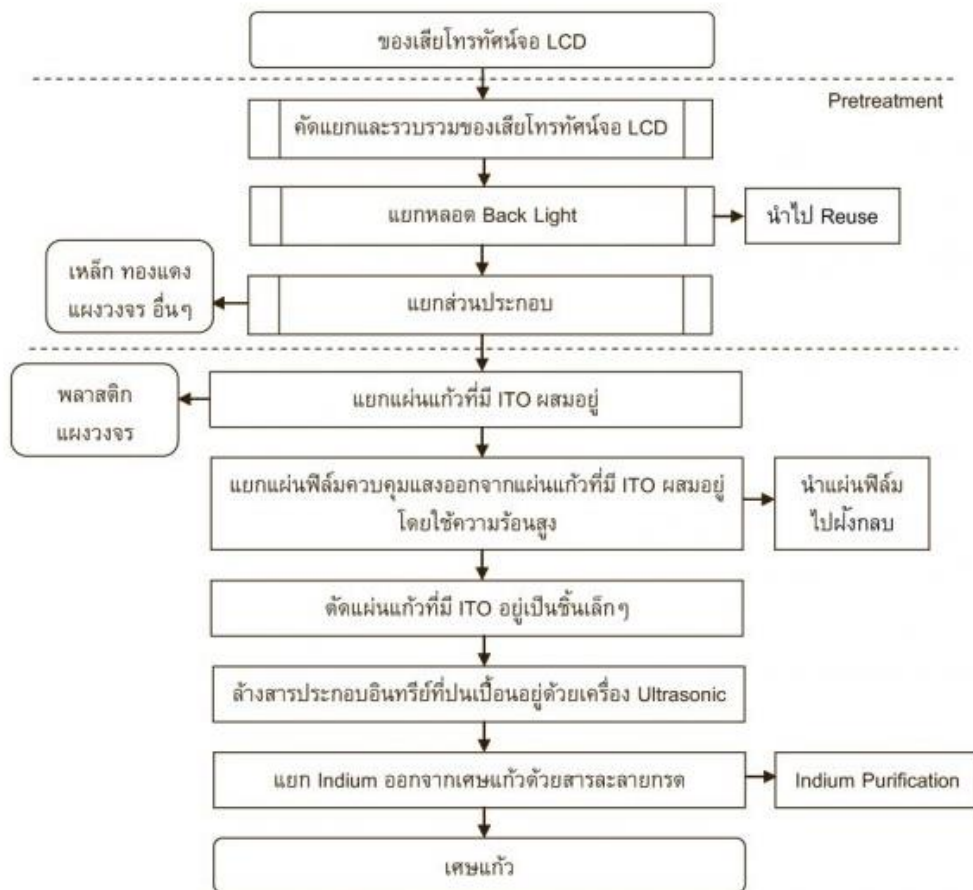 ของเสียโทรทัศน์จอ LCD
Pretreatment
คัดแยกและรวบรวมของเสียโทรทัศน์จอ LCD
แยกหลอด Back Light
นำไป Reuse
เหล็ก ทองแดง
แผงวงจร อื่นๆ
แยกส่วนประกอบ
พลาสติก
แผงวงจร
แยกแผ่นแก้วที่มี ITO ผสมอยู่
แยกแผ่นฟิล์มควบคุมแสงออกจากแผ่นแก้วที่มี ITO ผสมอยู่
โดยใช้ความร้อนสูง
นำแผ่นฟิล์ม
ไปฝังกลบ
ตัดแผ่นแก้วที่มี ITO อยู่เป็นชิ้นเล็กๆ
ล้างสารประกอบอินทรีย์ที่ปนเปื้อนอยู่ด้วยเครื่อง Ultrasonic
แยก Indium ออกจากเศษแก้วด้วยสารละลายกรด
Indium Purification
เศษแก้ว